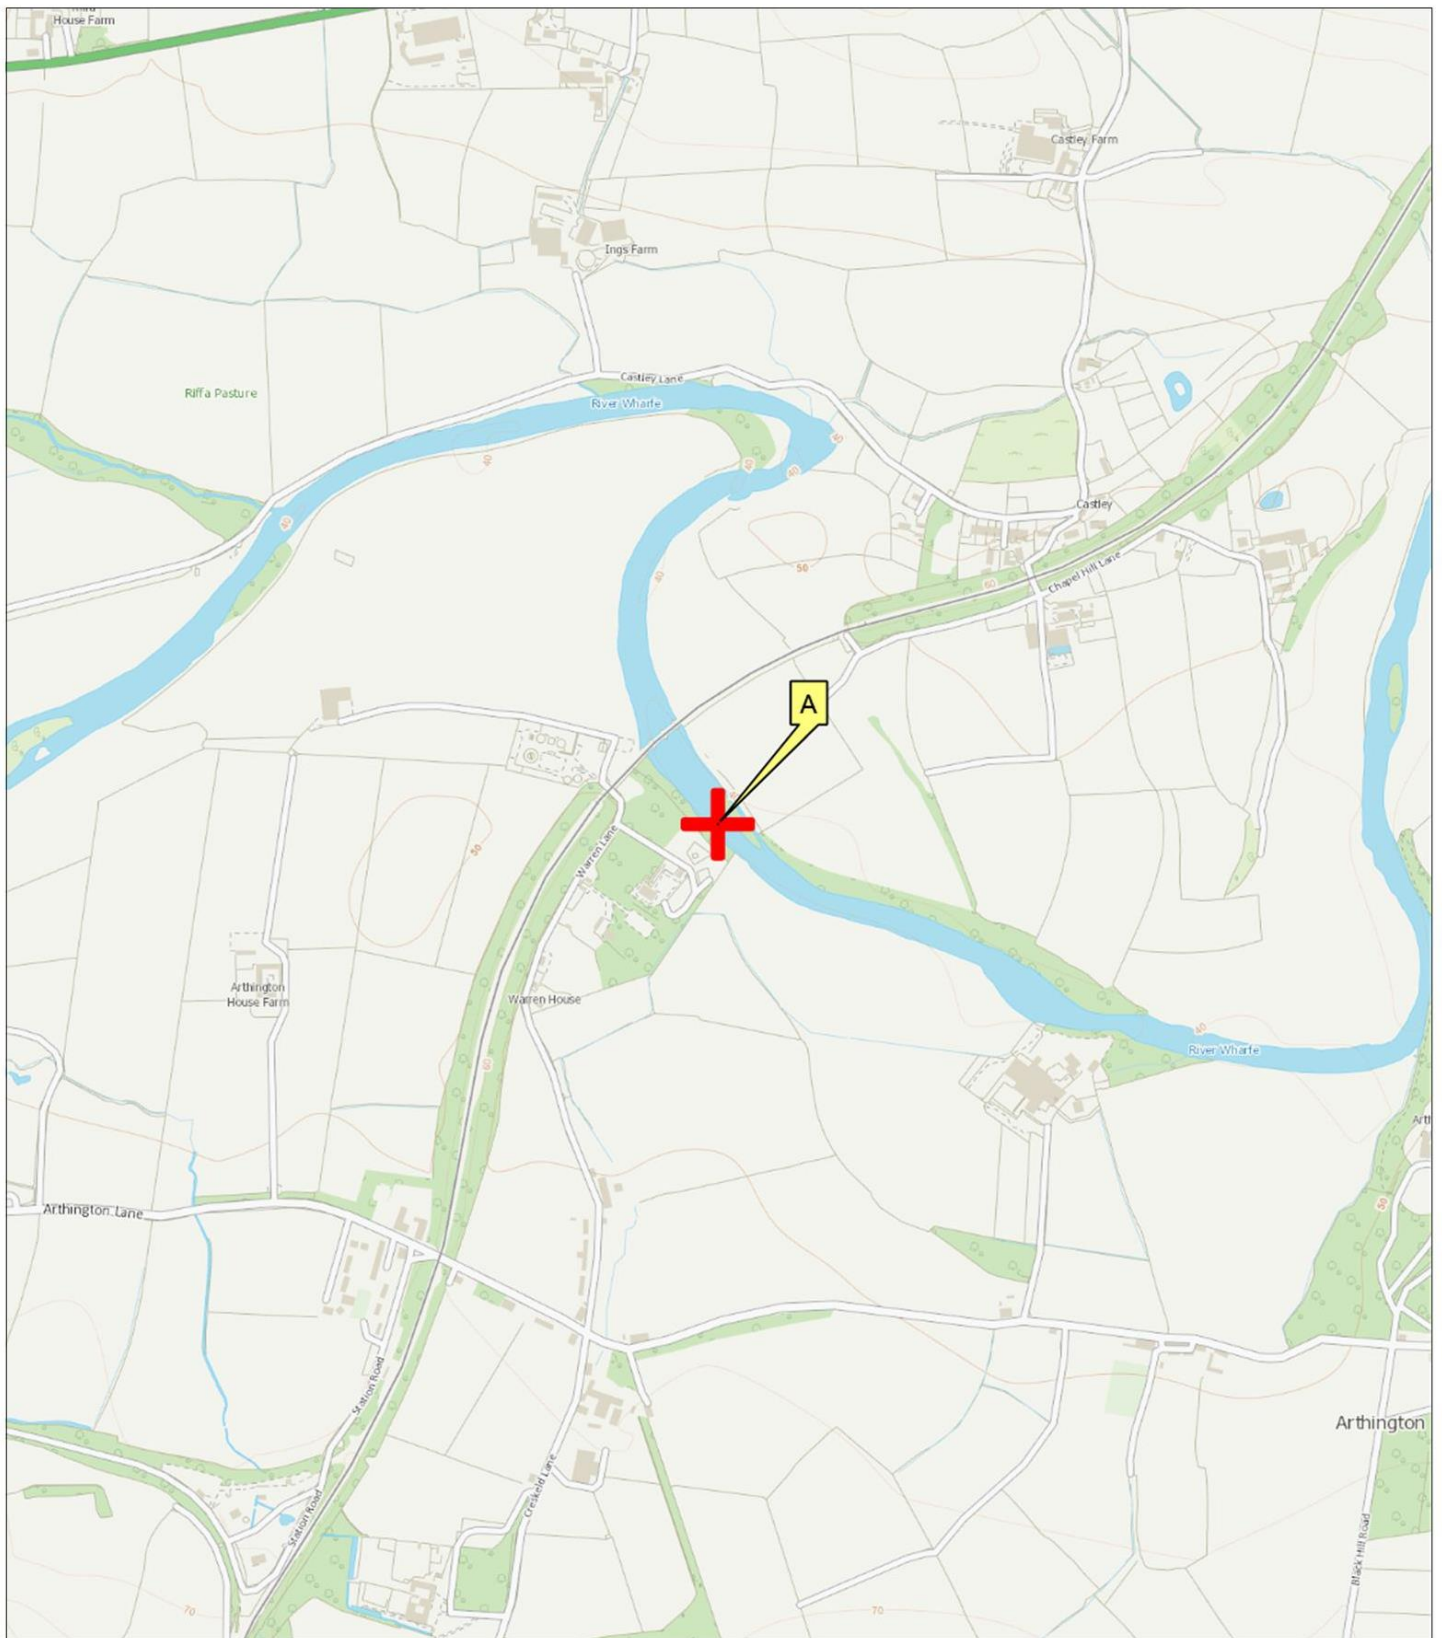 House Farm
Castley Farm
Ings Farm
Castley Lane
Riffa Pasture
River Wharfe
40
40
40
40
40
Castley
50
40
60
Chapel Hill Lane
A
50
Warren Lane
Arthington
House Farm
Warren House
40
River Wharfe
60
Arthington Lane
50
Station Road
Arthington
Creskeld Lane
Station Road
Black Hill Road
70
70